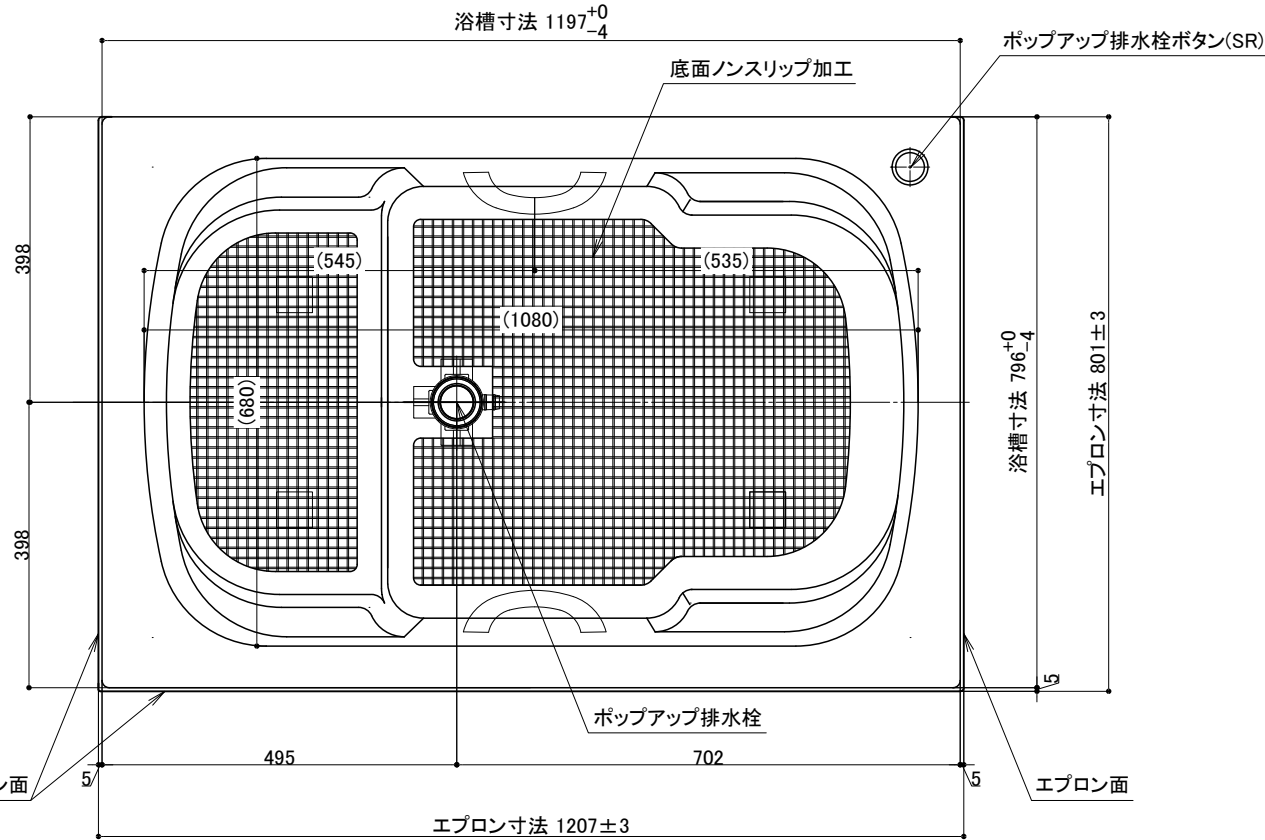 浴槽寸法 1197+0-4
ポップアップ排水栓ボタン(SR)
底面ノンスリップ加工
398
(545)
(535)
(1080)
(680)
浴槽寸法 796+0-4
エプロン寸法 801±3
398
5
ポップアップ排水栓
495
702
5
5
ン面
エプロン面
エプロン寸法 1207±3